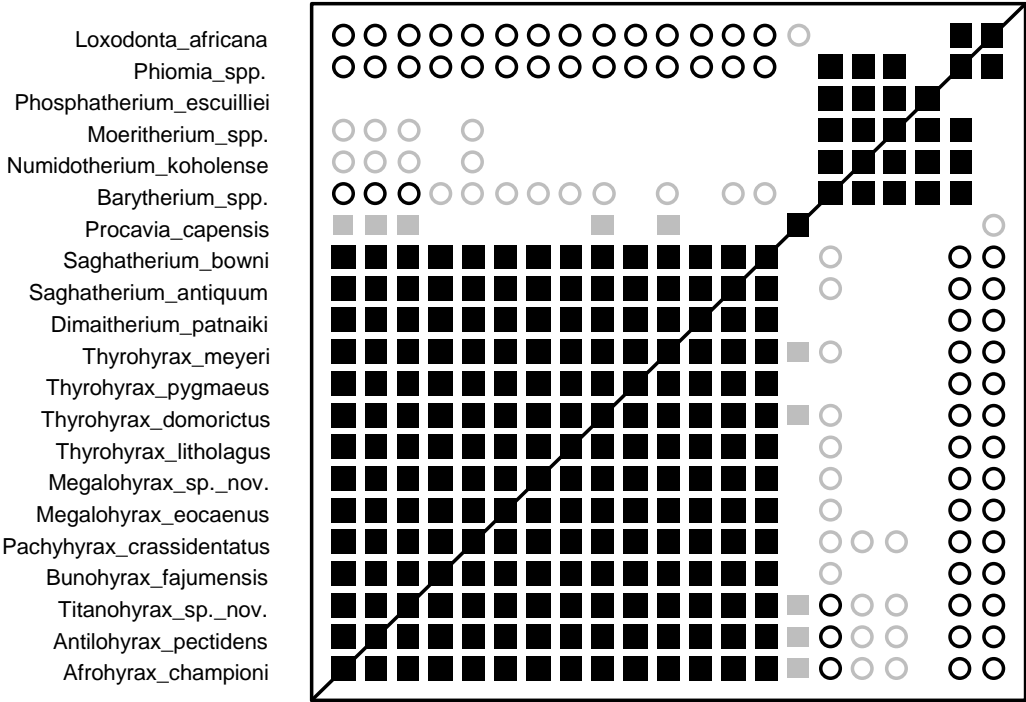 Loxodonta_africana
Phiomia_spp.
Phosphatherium_escuilliei
Moeritherium_spp.
Numidotherium_koholense
Barytherium_spp.
Procavia_capensis
Saghatherium_bowni
Saghatherium_antiquum
Dimaitherium_patnaiki
Thyrohyrax_meyeri
Thyrohyrax_pygmaeus
Thyrohyrax_domorictus
Thyrohyrax_litholagus
Megalohyrax_sp._nov.
Megalohyrax_eocaenus
Pachyhyrax_crassidentatus
Bunohyrax_fajumensis
Titanohyrax_sp._nov.
Antilohyrax_pectidens
Afrohyrax_championi